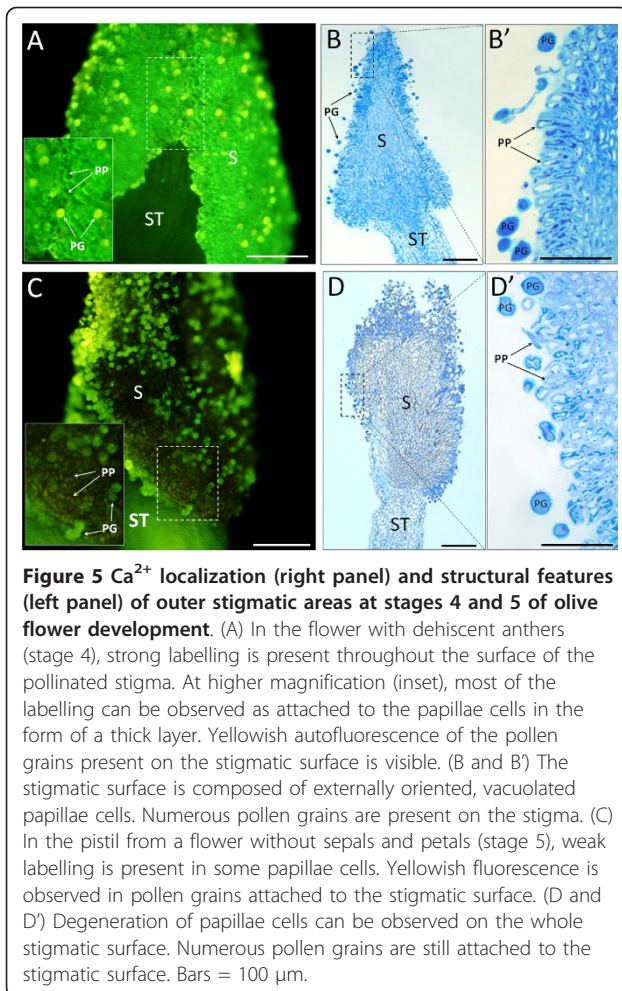 A
B
B'
PG
PG
PP
S
S
PP
PG
ST
ST
PG
PG
C
D
D'
PG
PP
S
S
PP
PG
ST
ST
PG
Figure 5 Ca²⁺ localization (right panel) and structural features
(left panel) of outer stigmatic areas at stages 4 and 5 of olive
flower development. (A) In the flower with dehiscent anthers
(stage 4), strong labelling is present throughout the surface of the
pollinated stigma. At higher magnification (inset), most of the
labelling can be observed as attached to the papillae cells in the
form of a thick layer. Yellowish autofluorescence of the pollen
grains present on the stigmatic surface is visible. (B and B') The
stigmatic surface is composed of externally oriented, vacuolated
papillae cells. Numerous pollen grains are present on the stigma. (C)
In the pistil from a flower without sepals and petals (stage 5), weak
labelling is present in some papillae cells. Yellowish fluorescence is
observed in pollen grains attached to the stigmatic surface. (D and
D') Degeneration of papillae cells can be observed on the whole
stigmatic surface. Numerous pollen grains are still attached to the
stigmatic surface. Bars = 100 μm.